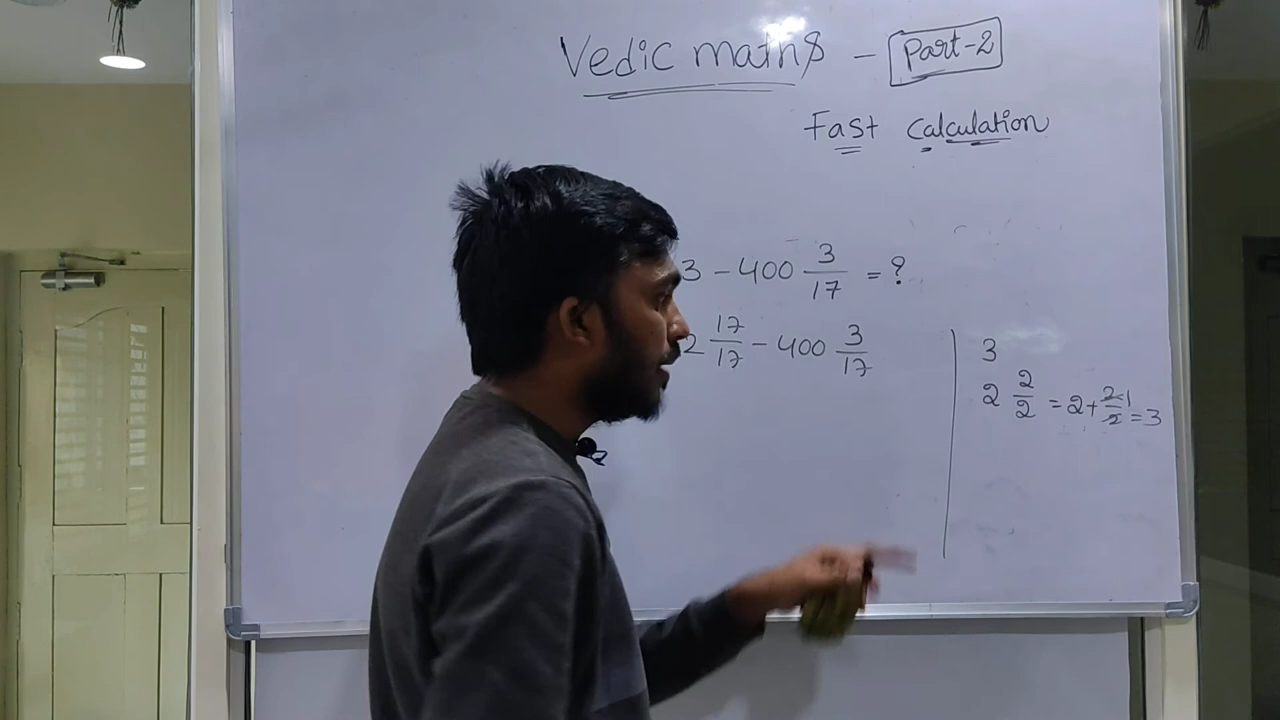 Vedic maths - Part-2
Fast Calculation
3 - 400 3/17 = ?
2 17/17 - 400 3/17
3
2 2/2 = 2 + 2/2 1 = 3